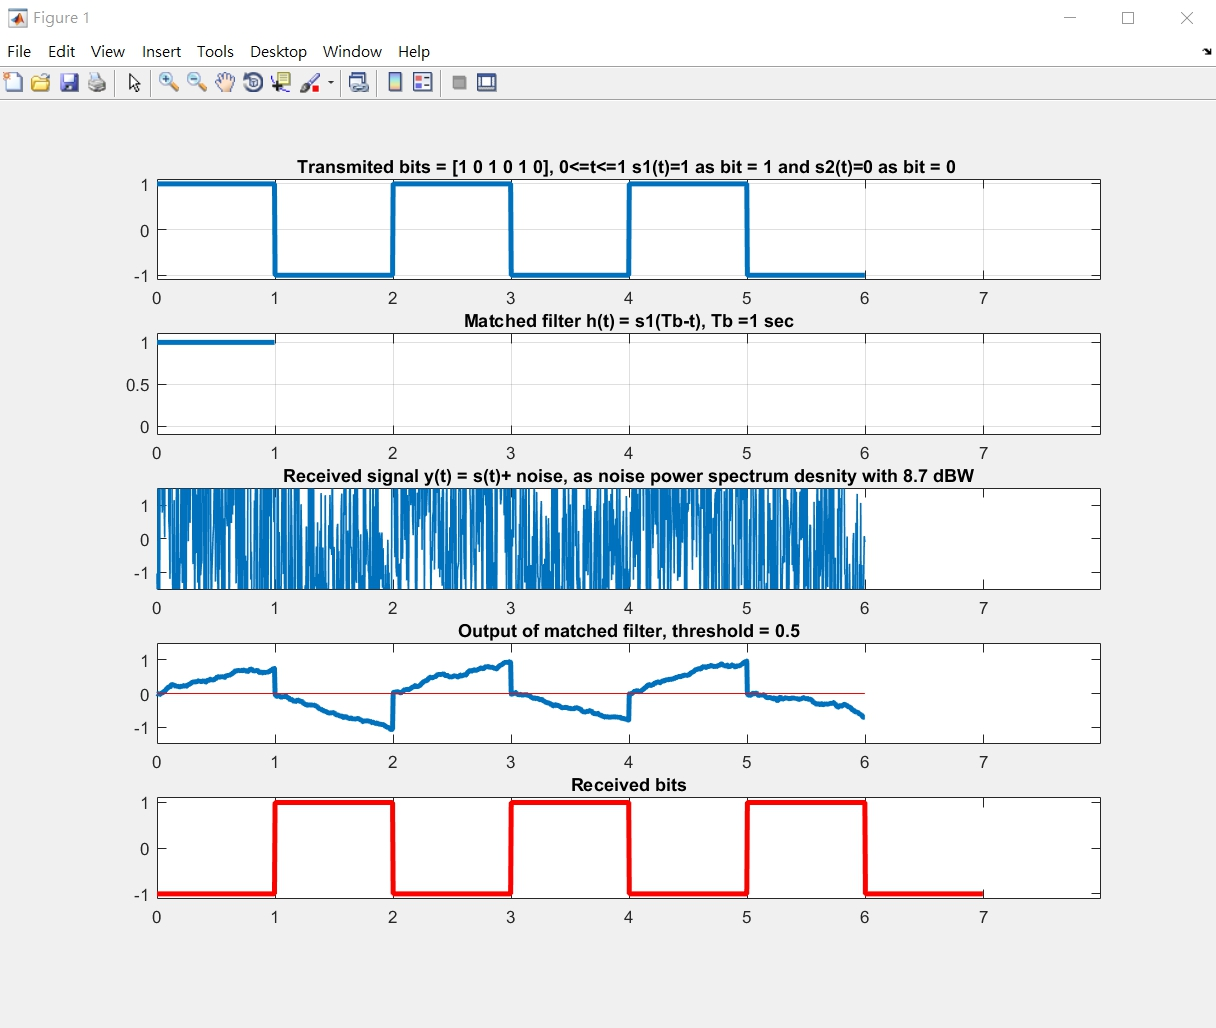 Figure 1
File Edit View Insert Tools Desktop Window Help
Transmited bits = [1 0 1 0 1 0], 0<=t<=1 s1(t)=1 as bit = 1 and s2(t)=0 as bit = 0
1
0
-1
0 1 2 3 4 5 6 7
Matched filter h(t) = s1(Tb-t), Tb =1 sec
1
0.5
0
0 1 2 3 4 5 6 7
Received signal y(t) = s(t)+ noise, as noise power spectrum desnity with 8.7 dBW
1
0
-1
0 1 2 3 4 5 6 7
Output of matched filter, threshold = 0.5
1
0
-1
0 1 2 3 4 5 6 7
Received bits
1
0
-1
0 1 2 3 4 5 6 7